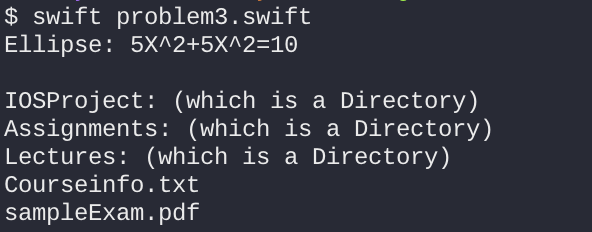 $ swift problem3.swift
Ellipse: 5X^2+5X^2=10
IOSProject: (which is a Directory)
Assignments: (which is a Directory)
Lectures: (which is a Directory)
Courseinfo.txt
sampleExam.pdf